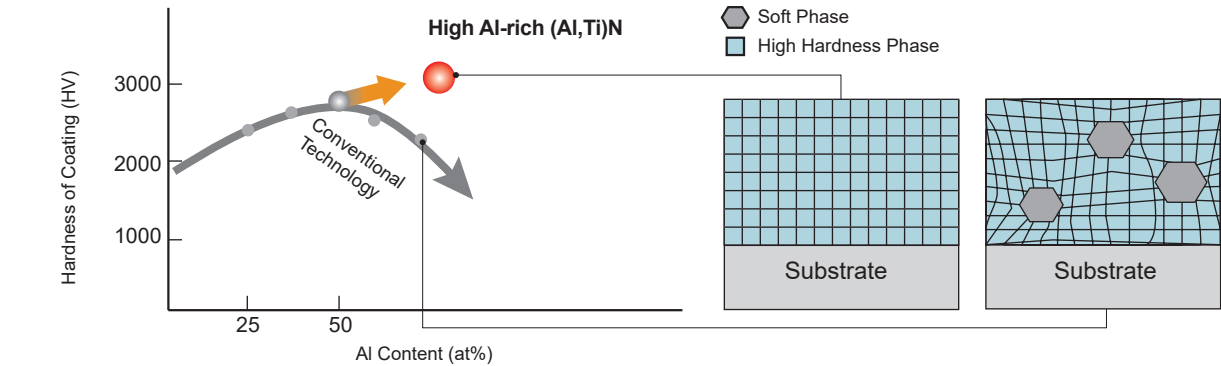 High Al-rich (Al,Ti)N
Soft Phase
High Hardness Phase
Hardness of Coating (HV)
3000
2000
1000
Conventional
Technology
25
50
Al Content (at%)
Substrate
Substrate